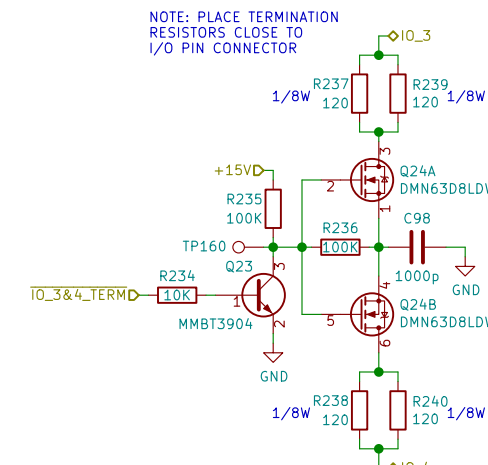 NOTE: PLACE TERMINATION
RESISTORS CLOSE TO
I/O PIN CONNECTOR
IO_3
R237
120
1/8W
R239
120
1/8W
3
2
1
Q24A
DMN63D8LDW
+15V
R235
100K
TP160
R236
100K
C98
1000p
GND
Q23
3
1
2
MMBT3904
IO_3&4_TERM
R234
10K
GND
4
5
6
Q24B
DMN63D8LDW
R238
120
1/8W
R240
120
1/8W